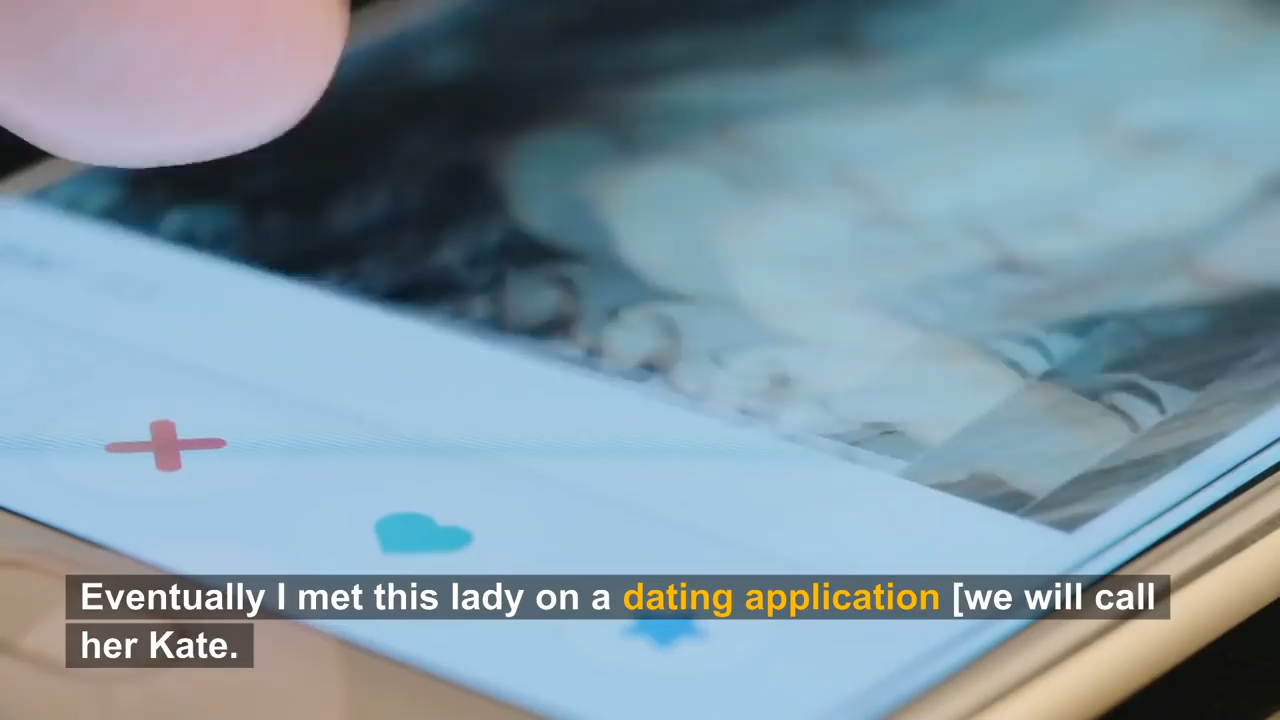 Eventually I met this lady on a dating application [we will call
her Kate.